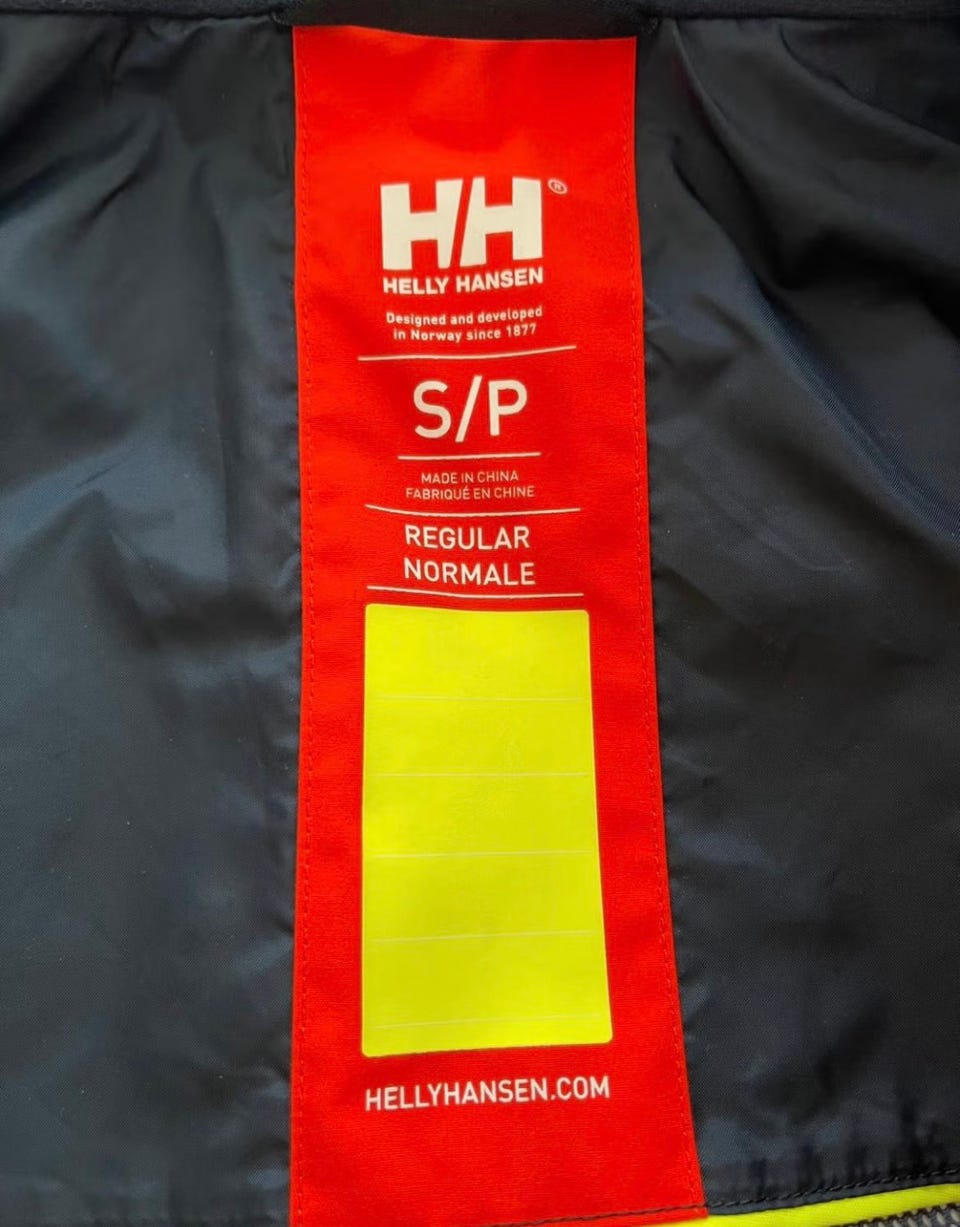 HH®
HELLY HANSEN
Designed and developed
in Norway since 1877
S/P
MADE IN CHINA
FABRIQUÉ EN CHINE
REGULAR
NORMALE
HELLYHANSEN.COM